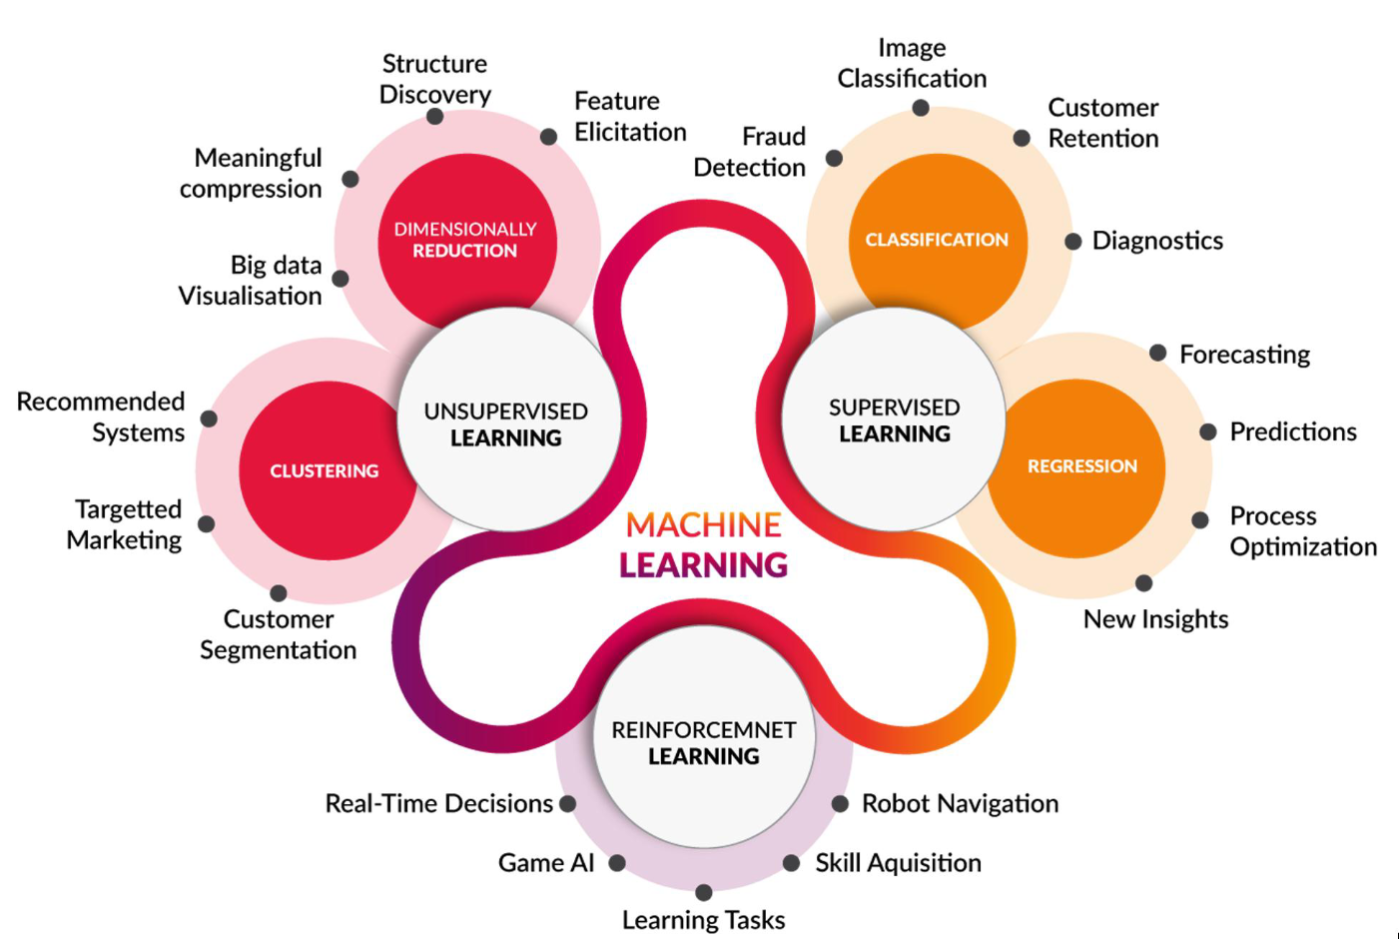 Structure
Discovery
Feature
Elicitation
Meaningful
compression
Big data
Visualisation
DIMENSIONALLY
REDUCTION
Recommended
Systems
Targetted
Marketing
Customer
Segmentation
CLUSTERING
UNSUPERVISED
LEARNING
Image
Classification
Customer
Retention
Fraud
Detection
Diagnostics
CLASSIFICATION
SUPERVISED
LEARNING
REGRESSION
Forecasting
Predictions
Process
Optimization
New Insights
MACHINE
LEARNING
REINFORCEMNET
LEARNING
Real-Time Decisions
Game AI
Learning Tasks
Skill Aquisition
Robot Navigation